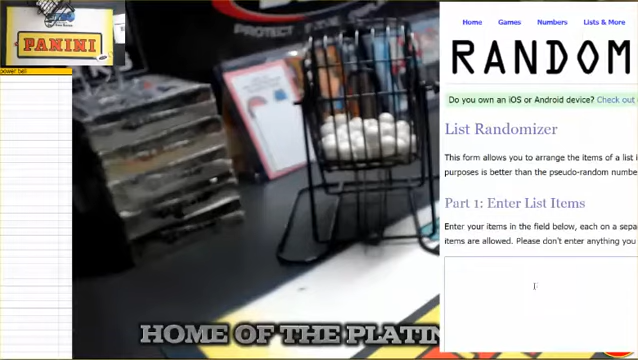 PANINI
power ball
PROTECT
HOME OF THE PLATIN
Home Games Numbers Lists & More
RANDOM
Do you own an iOS or Android device? Check out
List Randomizer
This form allows you to arrange the items of a list i
purposes is better than the pseudo-random numbe
Part 1: Enter List Items
Enter your items in the field below, each on a sepa
items are allowed. Please don't enter anything you